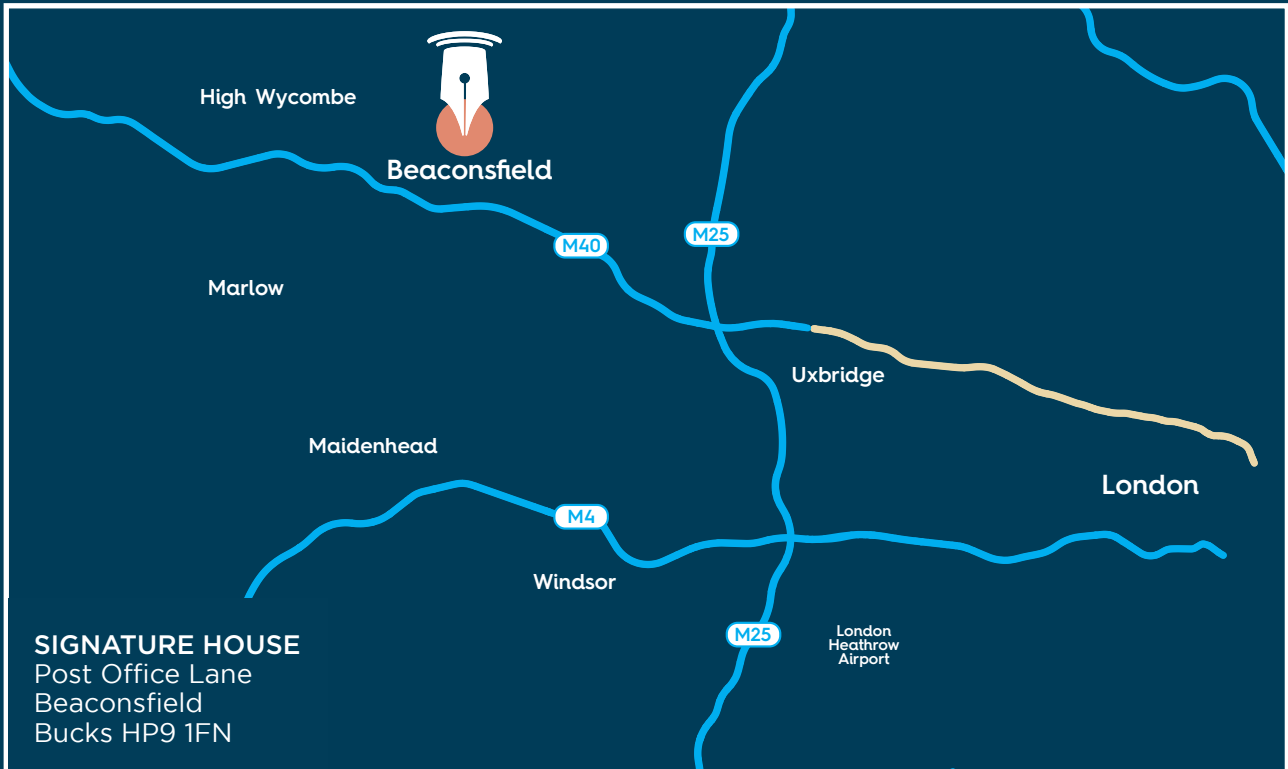 High Wycombe
Beaconsfield
M25
M40
Marlow
Uxbridge
Maidenhead
London
M4
Windsor
M25
London
Heathrow
Airport
SIGNATURE HOUSE
Post Office Lane
Beaconsfield
Bucks HP9 1FN